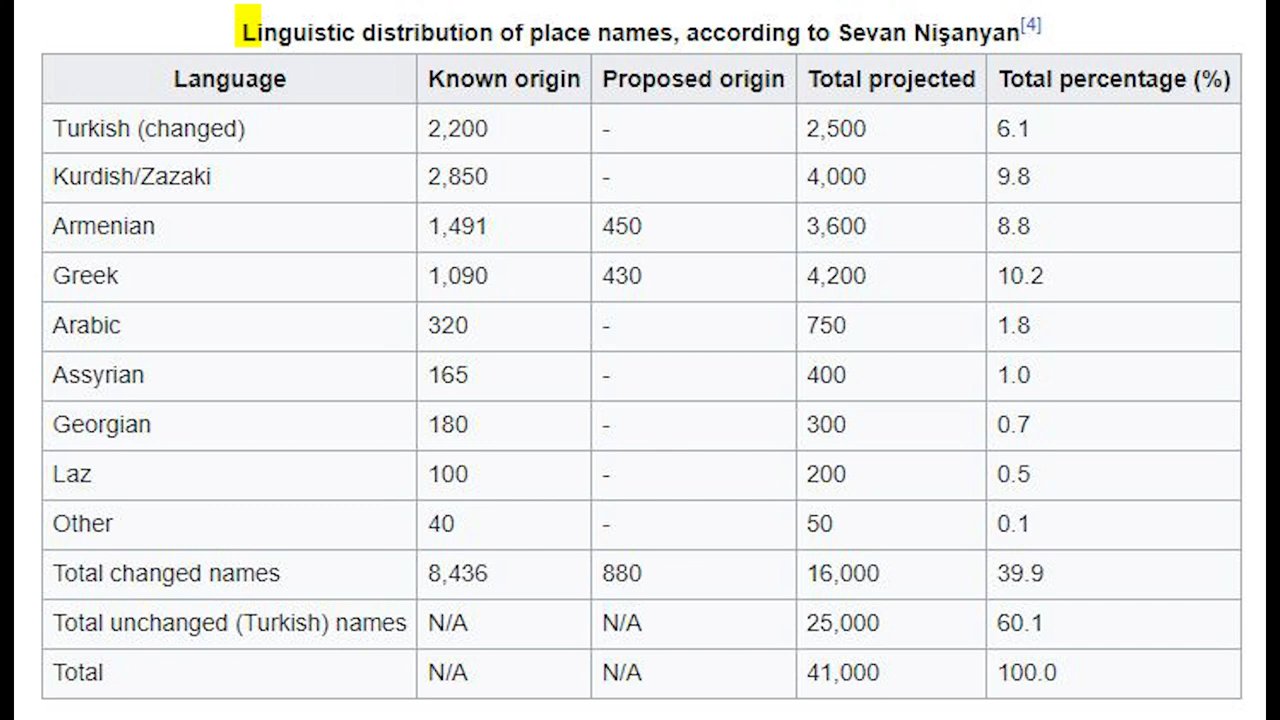 Linguistic distribution of place names, according to Sevan Nişanyan[4]
Language Known origin Proposed origin Total projected Total percentage (%)
Turkish (changed) 2,200 - 2,500 6.1
Kurdish/Zazaki 2,850 - 4,000 9.8
Armenian 1,491 450 3,600 8.8
Greek 1,090 430 4,200 10.2
Arabic 320 - 750 1.8
Assyrian 165 - 400 1.0
Georgian 180 - 300 0.7
Laz 100 - 200 0.5
Other 40 - 50 0.1
Total changed names 8,436 880 16,000 39.9
Total unchanged (Turkish) names N/A N/A 25,000 60.1
Total N/A N/A 41,000 100.0